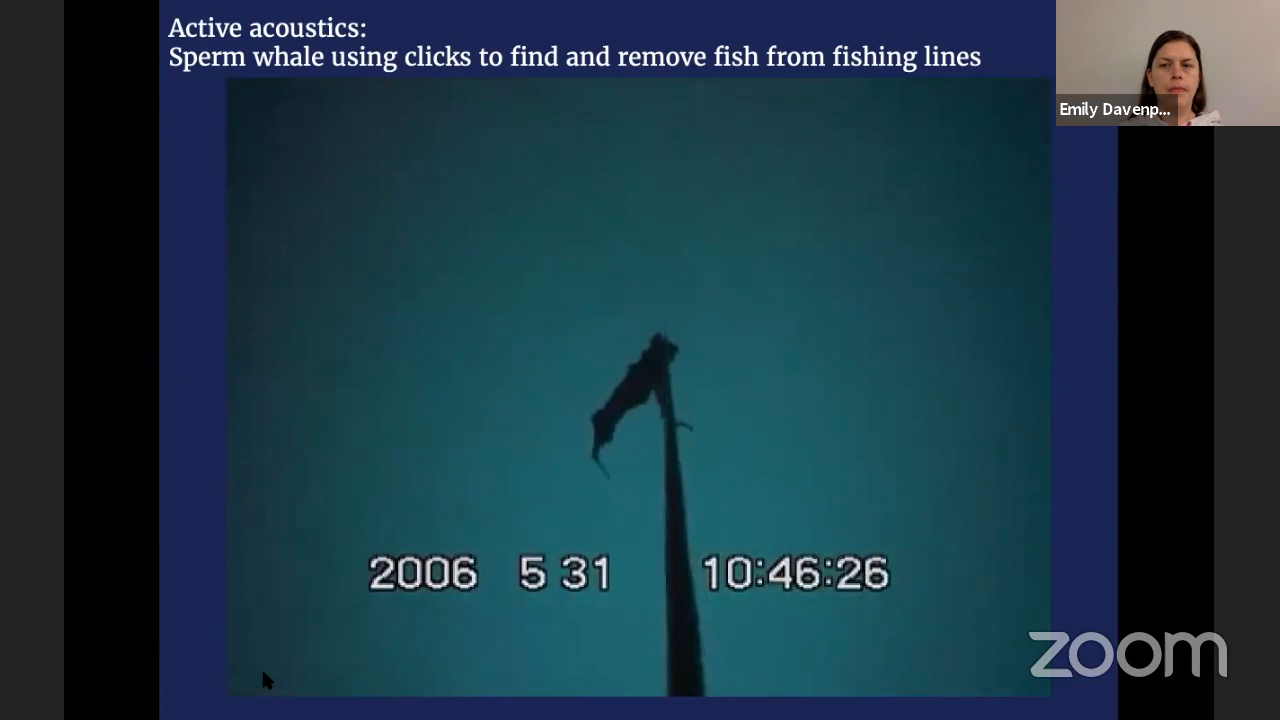 Active acoustics:
Sperm whale using clicks to find and remove fish from fishing lines
Emily Davenp...
2006 5 31 10:46:26
zoom